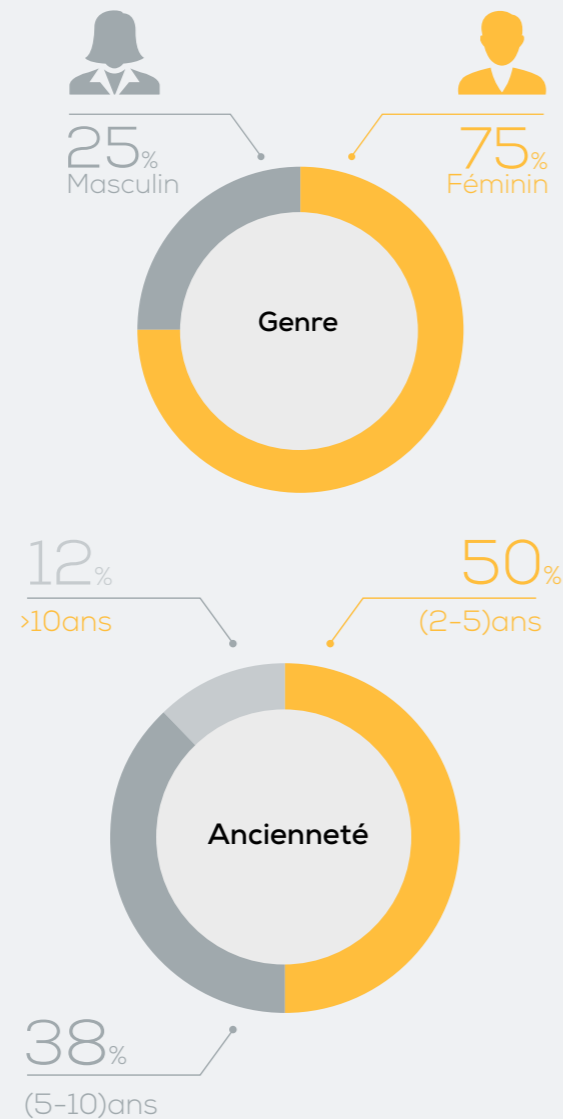 25%
Masculin
75%
Féminin
Genre
12%
>10ans
50%
(2-5)ans
Ancienneté
38%
(5-10)ans